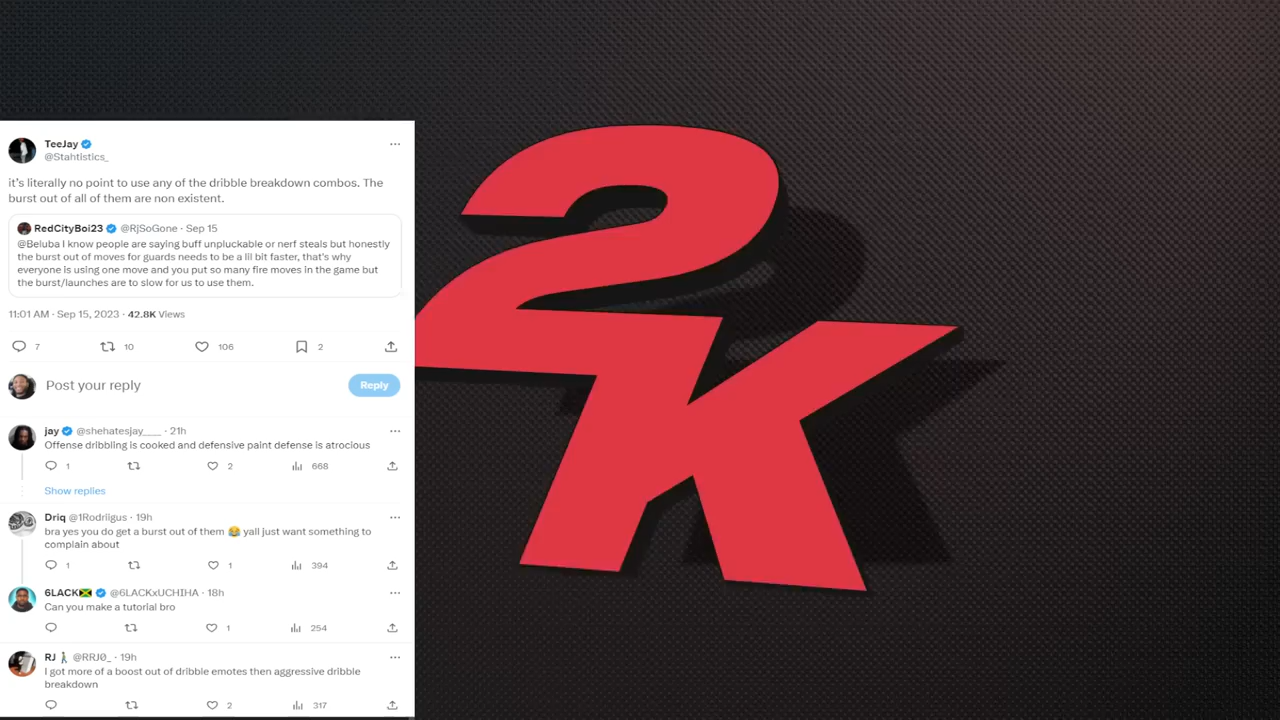 TeeJay
@Stahtistics_
it's literally no point to use any of the dribble breakdown combos. The
burst out of all of them are non existent.
RedCityBoi23 @RjSoGone · Sep 15
@Beluba I know people are saying buff unpluckable or nerf steals but honestly
the burst out of moves for guards needs to be a lil bit faster, that's why
everyone is using one move and you put so many fire moves in the game but
the burst/launches are to slow for us to use them.
11:01 AM · Sep 15, 2023 · 42.8K Views
7 10 106 2
Post your reply
Reply
jay @shehatesjay___ · 21h
Offense dribbling is cooked and defensive paint defense is atrocious
1 2 668
Show replies
Driq @1Rodriigus · 19h
bra yes you do get a burst out of them 😂 yall just want something to
complain about
1 1 394
6LACK🇯🇲 @6LACKxUCHIHA · 18h
Can you make a tutorial bro
1 254
RJ 🚶 @RRJ0_ · 19h
I got more of a boost out of dribble emotes then aggressive dribble
breakdown
2 317
2K